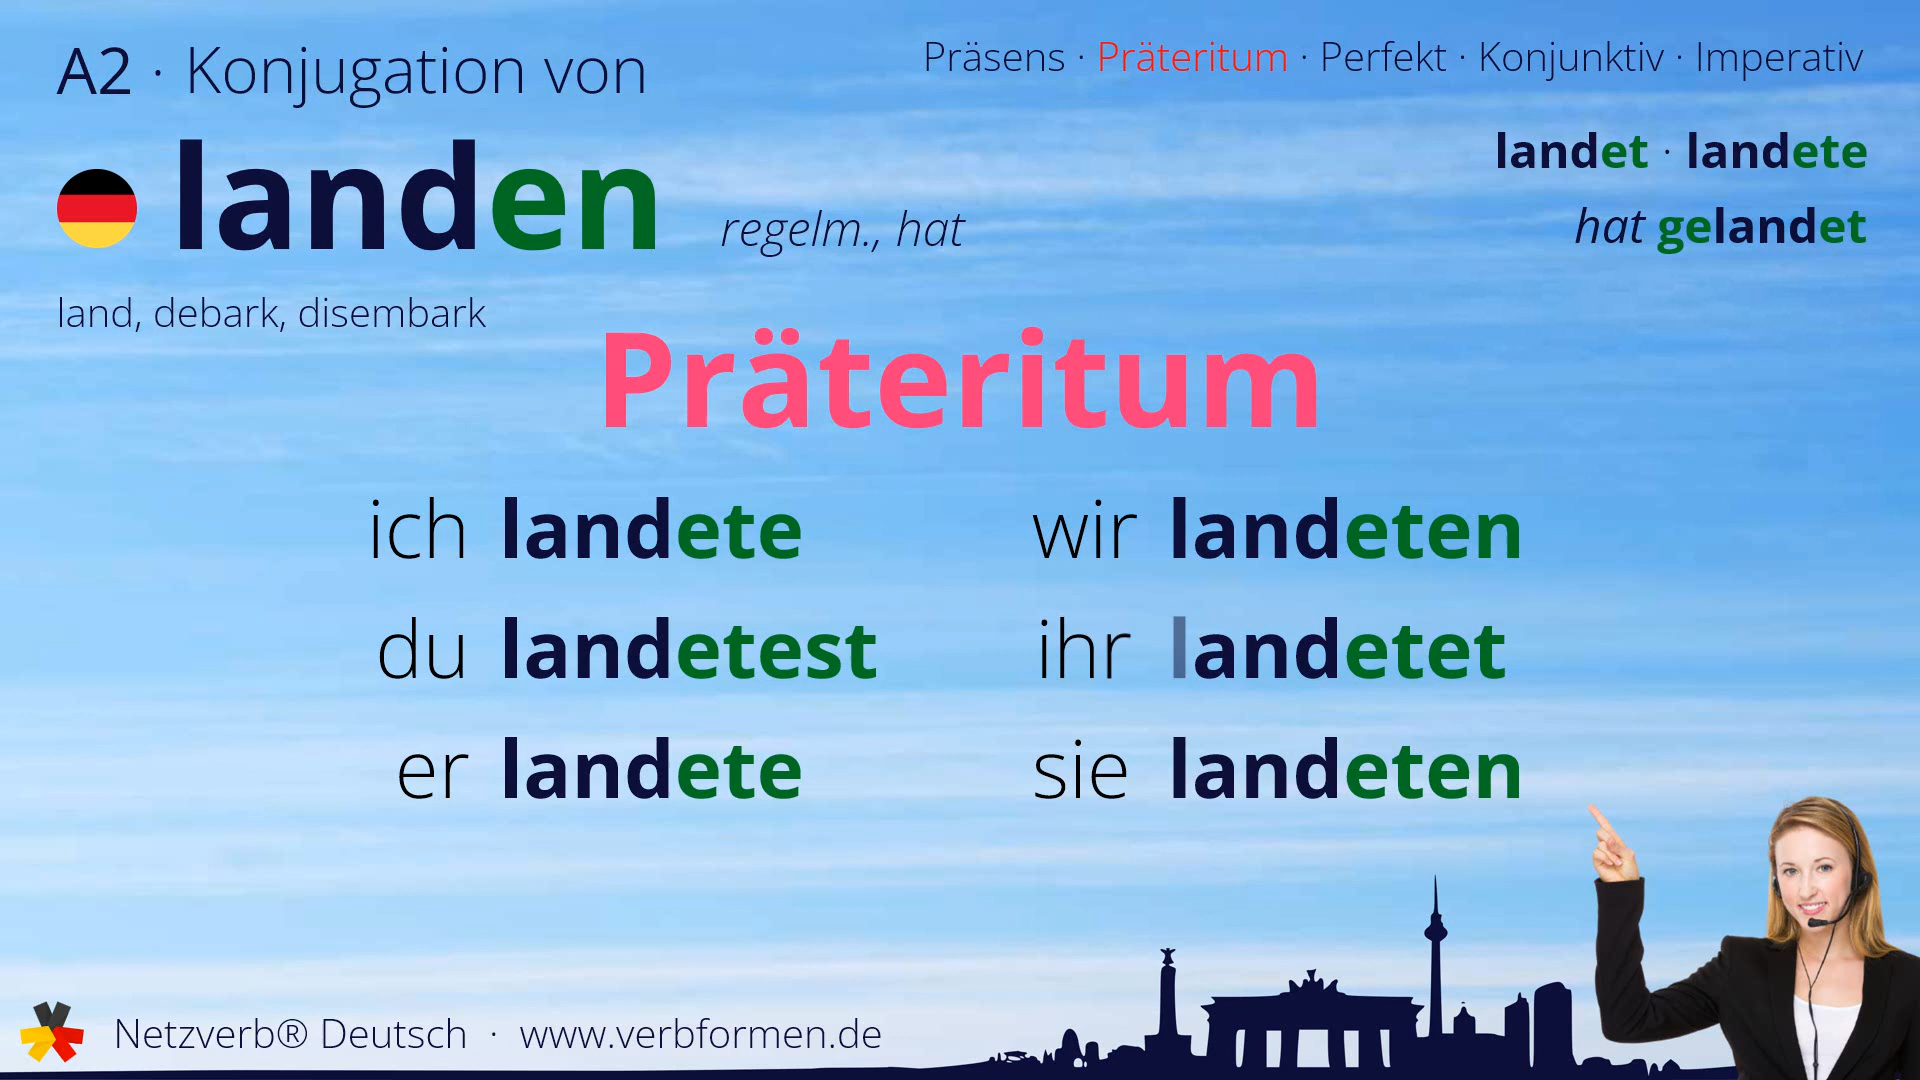 A2 · Konjugation von
Präsens · Präteritum · Perfekt · Konjunktiv · Imperativ
landen regelm., hat
landet · landete
hat gelandet
land, debark, disembark
Präteritum
ich landete
du landetest
er landete
wir landeten
ihr landetet
sie landeten
Netzverb® Deutsch · www.verbformen.de